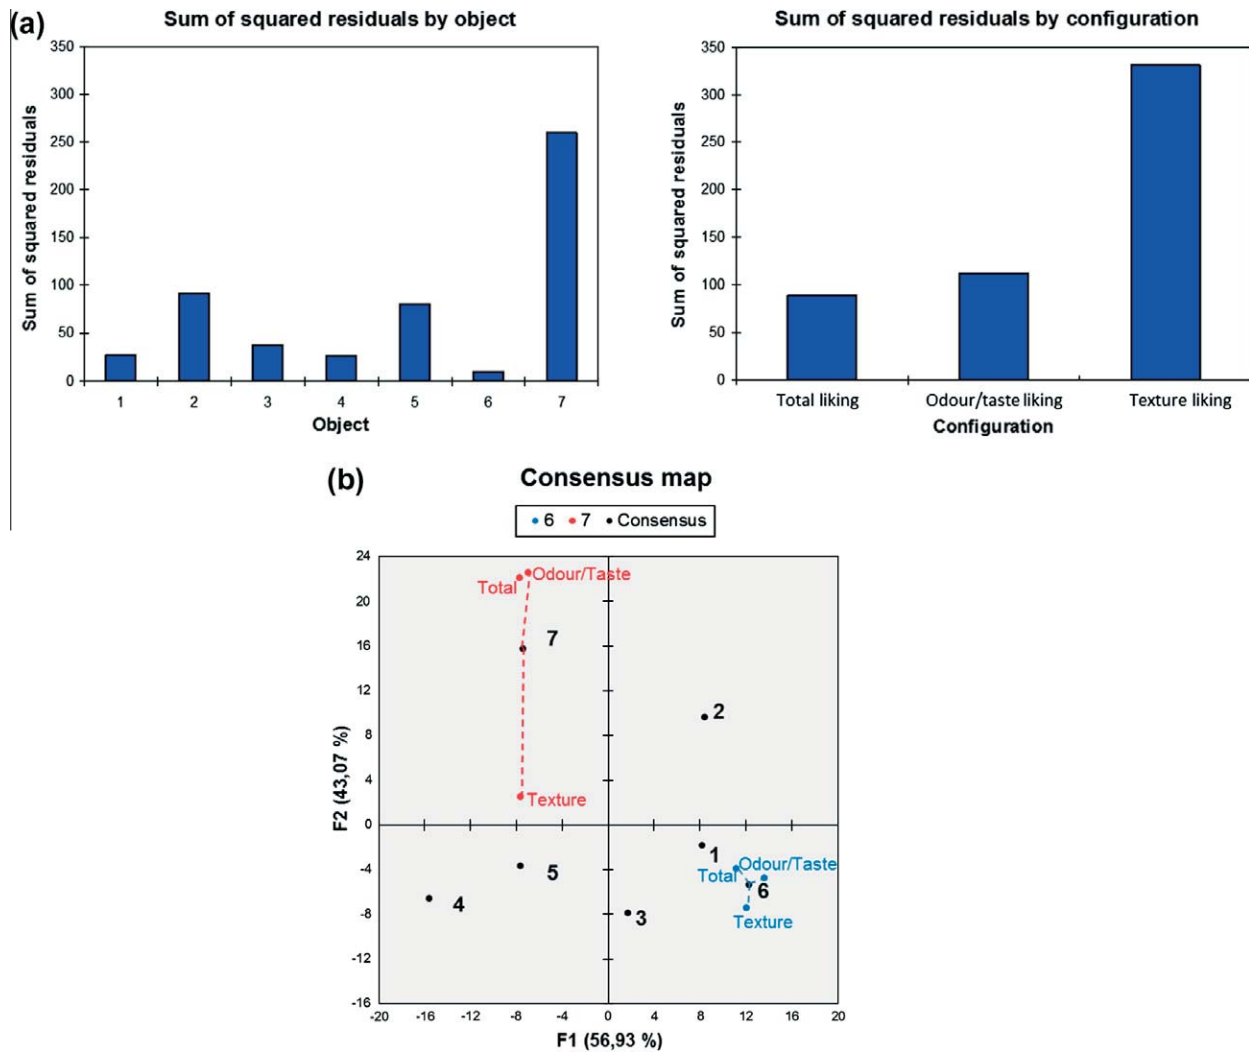 (a)
Sum of squared residuals by object
Sum of squared residuals
350
300
250
200
150
100
50
0
1 2 3 4 5 6 7
Object
Sum of squared residuals by configuration
Sum of squared residuals
350
300
250
200
150
100
50
0
Total liking Odour/taste liking Texture liking
Configuration
(b)
Consensus map
6 7 Consensus
F2 (43,07 %)
24
20
16
12
8
4
0
-4
-8
-12
-16
Total
Odour/Taste
7
2
Texture
1
5
Total
Odour/Taste
6
4
3
Texture
-20 -16 -12 -8 -4 0 4 8 12 16 20
F1 (56,93 %)